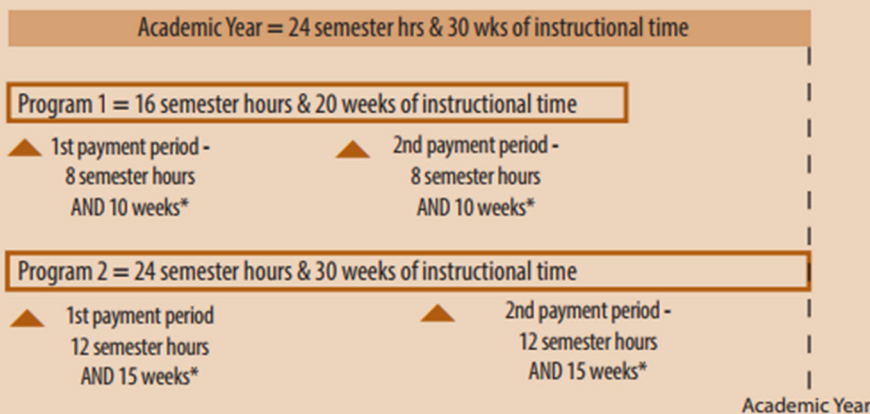 Academic Year = 24 semester hrs & 30 wks of instructional time
Program 1 = 16 semester hours & 20 weeks of instructional time
1st payment period -
8 semester hours
AND 10 weeks*
2nd payment period -
8 semester hours
AND 10 weeks*
Program 2 = 24 semester hours & 30 weeks of instructional time
1st payment period
12 semester hours
AND 15 weeks*
2nd payment period -
12 semester hours
AND 15 weeks*
Academic Year